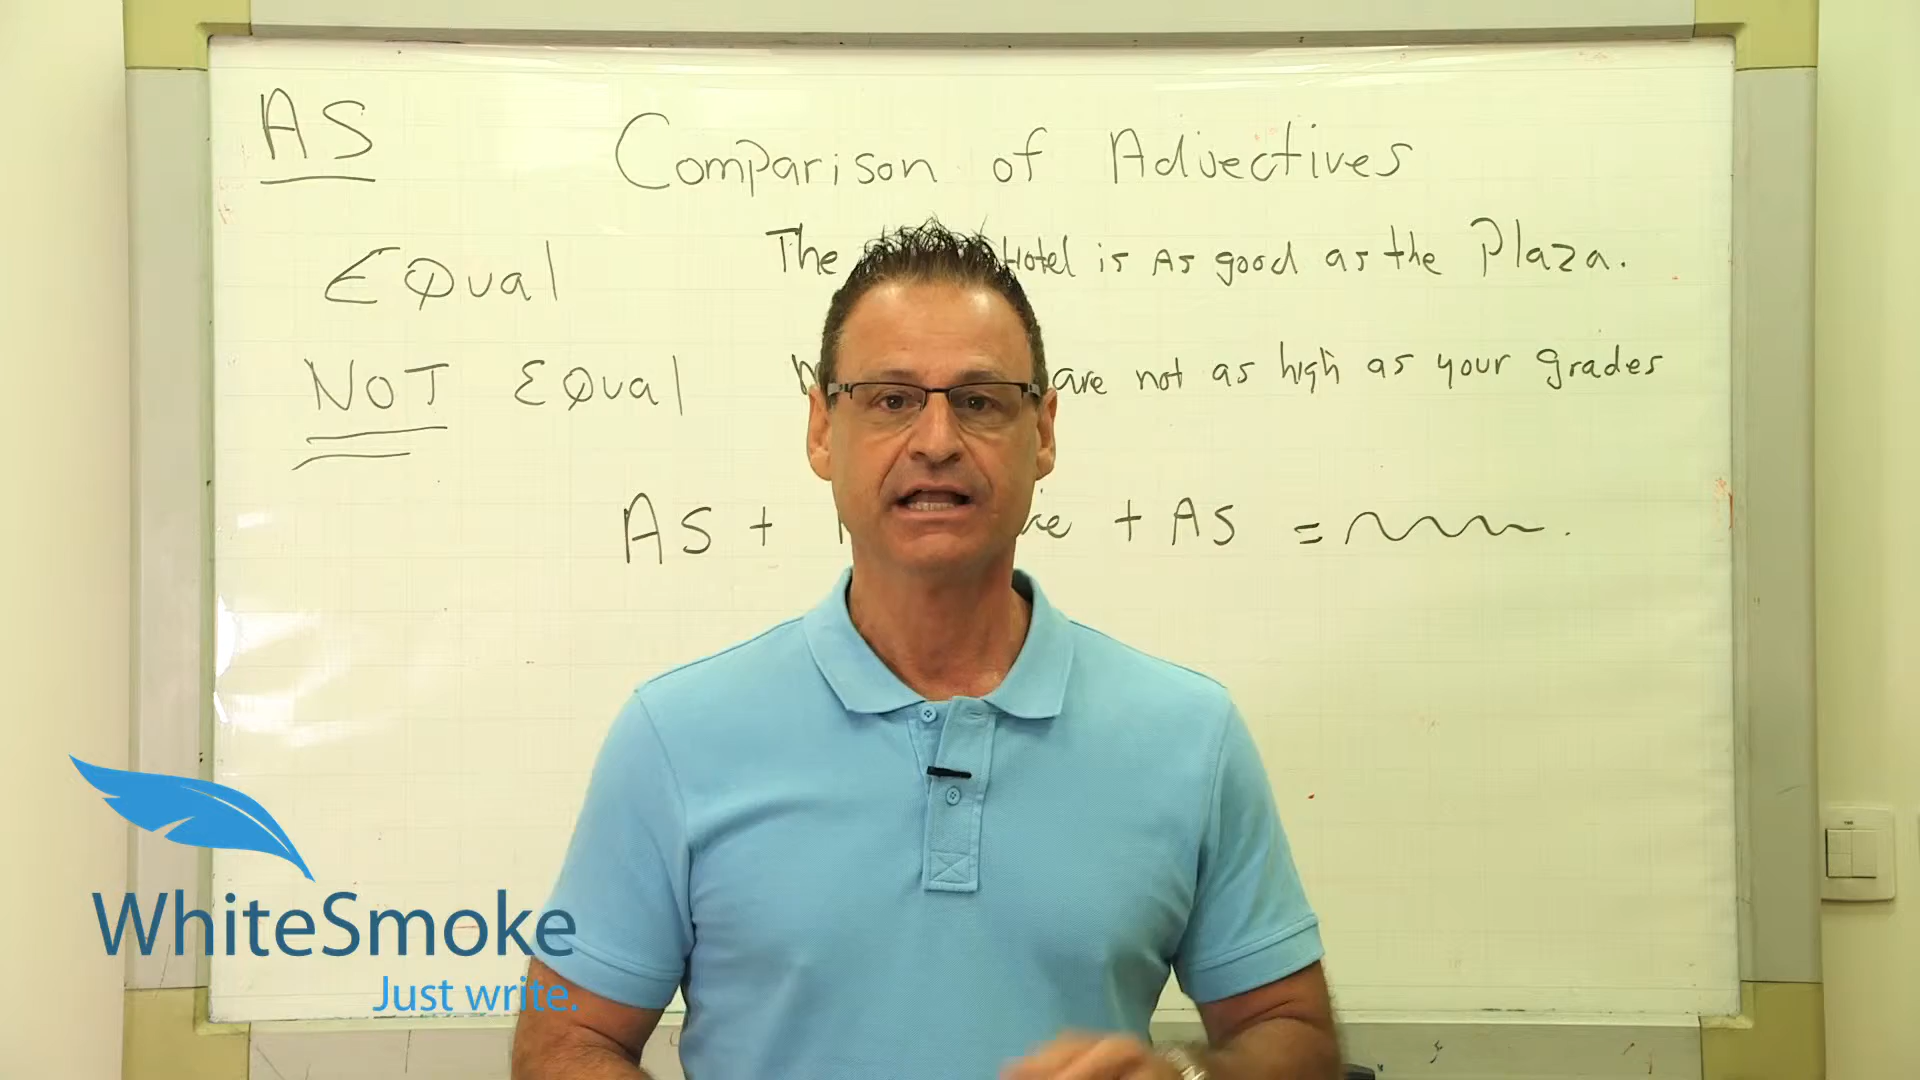 AS
Comparison of Advectives
EQual
The Hotel is As good as the Plaza.
NOT EQual
are not as high as your grades
AS + + AS =
WhiteSmoke
Just write.